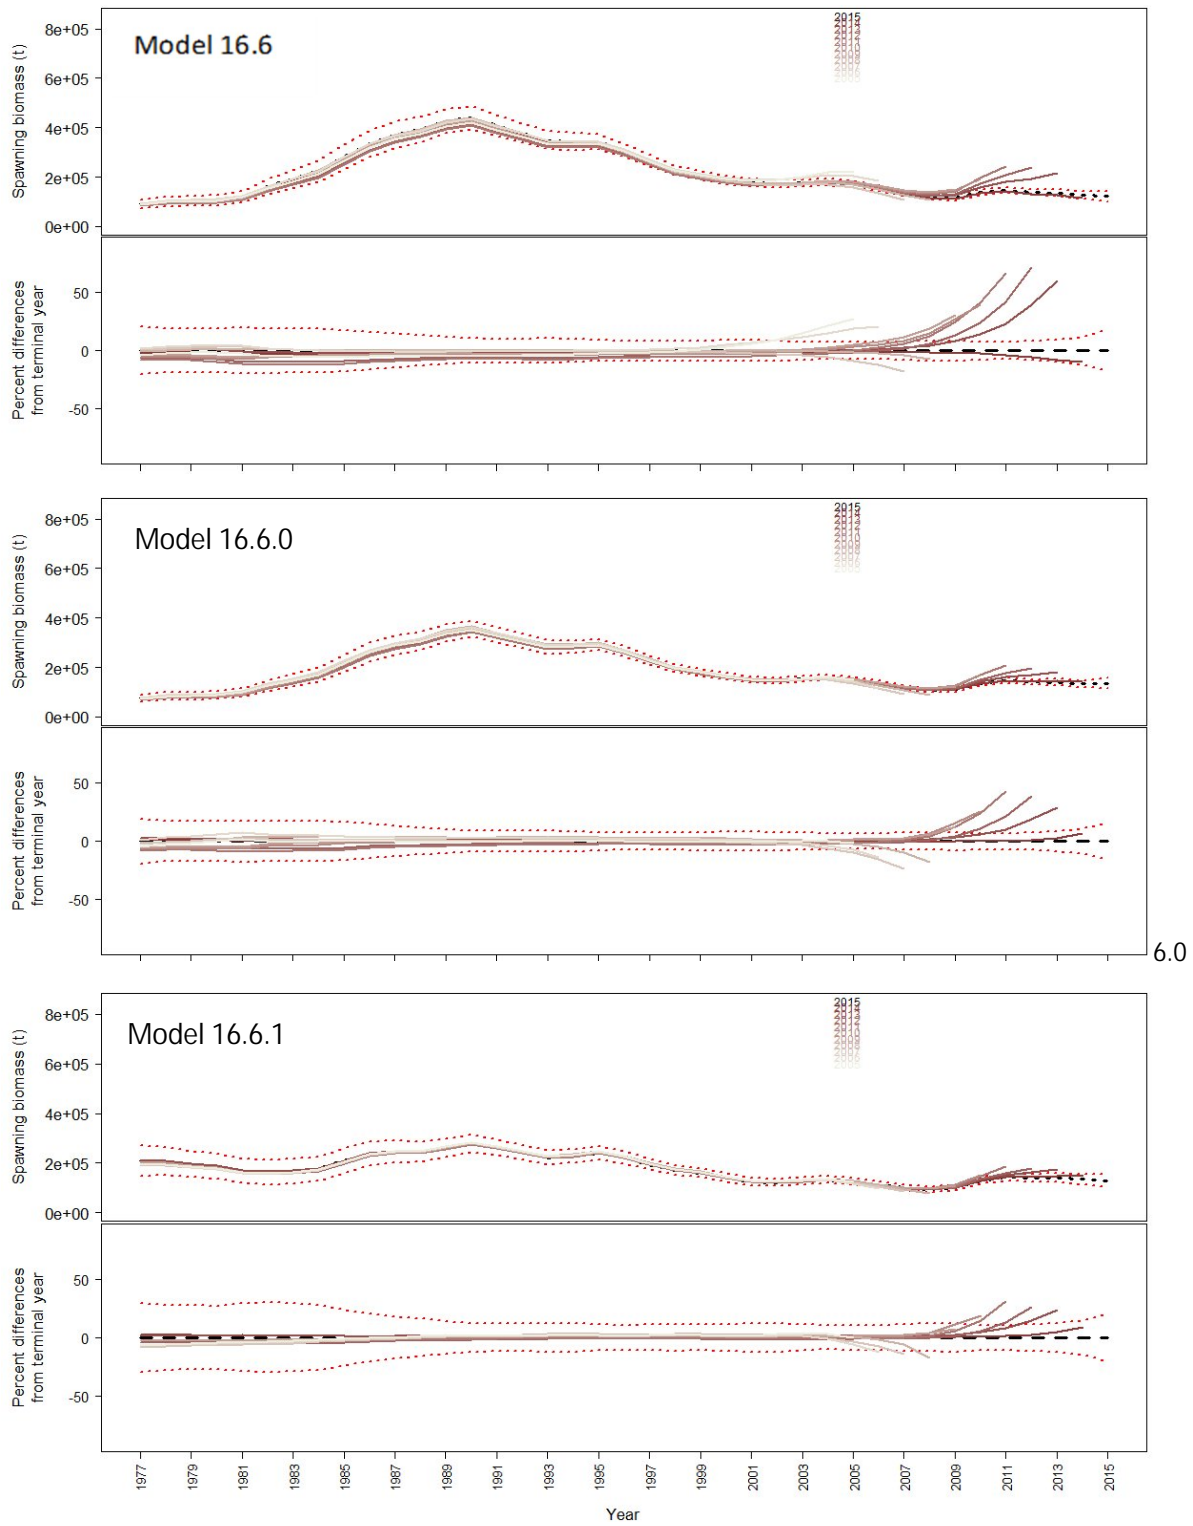 Model 16.6
Spawning biomass (t)
8e+05
6e+05
4e+05
2e+05
0e+00
2015
Percent differences
from terminal year
50
0
-50
Model 16.6.0
Spawning biomass (t)
8e+05
6e+05
4e+05
2e+05
0e+00
2015
Percent differences
from terminal year
50
0
-50
6.0
Model 16.6.1
Spawning biomass (t)
8e+05
6e+05
4e+05
2e+05
0e+00
2015
Percent differences
from terminal year
50
0
-50
1977
1979
1981
1983
1985
1987
1989
1991
1993
1995
1997
1999
2001
2003
2005
2007
2009
2011
2013
2015
Year